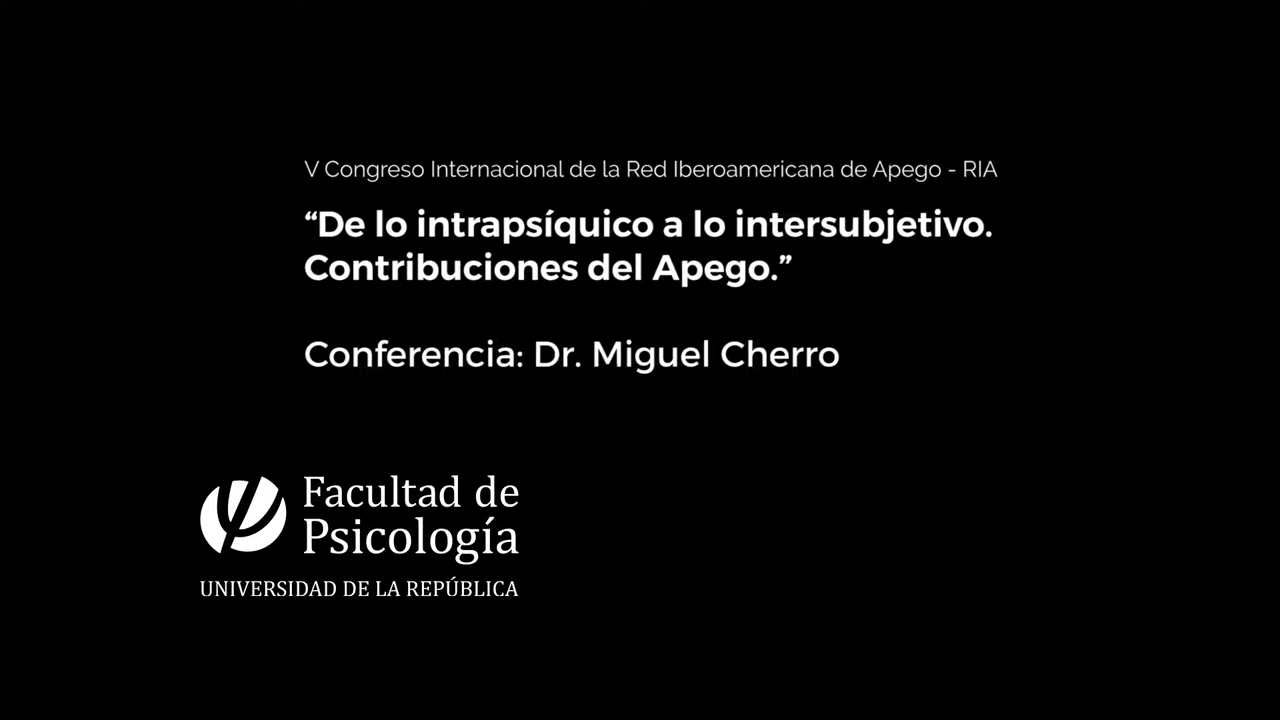 V Congreso Internacional de la Red Iberoamericana de Apego - RIA
“De lo intrapsíquico a lo intersubjetivo.
Contribuciones del Apego.”
Conferencia: Dr. Miguel Cherro
Facultad de
Psicología
UNIVERSIDAD DE LA REPÚBLICA